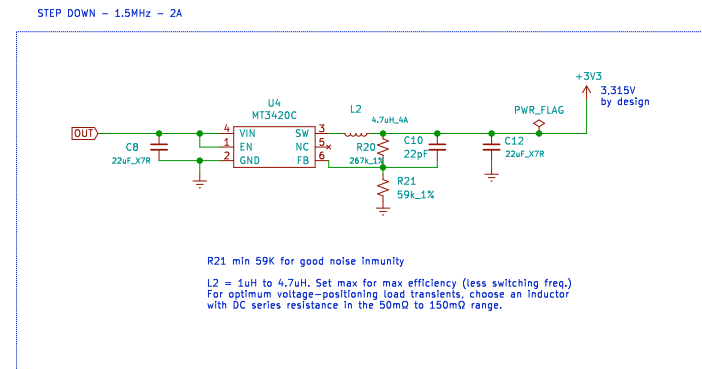 STEP DOWN - 1.5MHz - 2A
+3V3
3,315V
by design
PWR_FLAG
U4
MT3420C
L2
4.7uH_4A
OUT
4 VIN SW 3
1 EN NC 5
2 GND FB 6
C8
22uF_X7R
R20
267k_1%
C10
22pF
C12
22uF_X7R
R21
59k_1%
R21 min 59K for good noise inmunity
L2 = 1uH to 4.7uH. Set max for max efficiency (less switching freq.)
For optimum voltage-positioning load transients, choose an inductor
with DC series resistance in the 50mΩ to 150mΩ range.